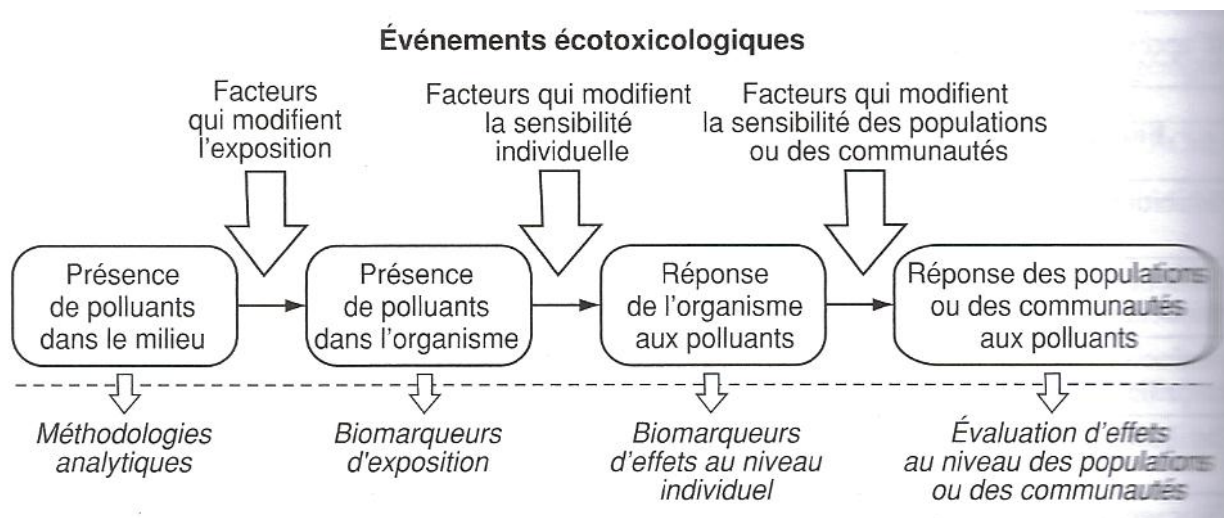 Événements écotoxicologiques
Facteurs
qui modifient
l'exposition
Facteurs qui modifient
la sensibilité
individuelle
Facteurs qui modifient
la sensibilité des populations
ou des communautés
Présence
de polluants
dans le milieu
Présence
de polluants
dans l'organisme
Réponse
de l'organisme
aux polluants
Réponse des populations
ou des communautés
aux polluants
Méthodologies
analytiques
Biomarqueurs
d'exposition
Biomarqueurs
d'effets au niveau
individuel
Évaluation d'effets
au niveau des populations
ou des communautés